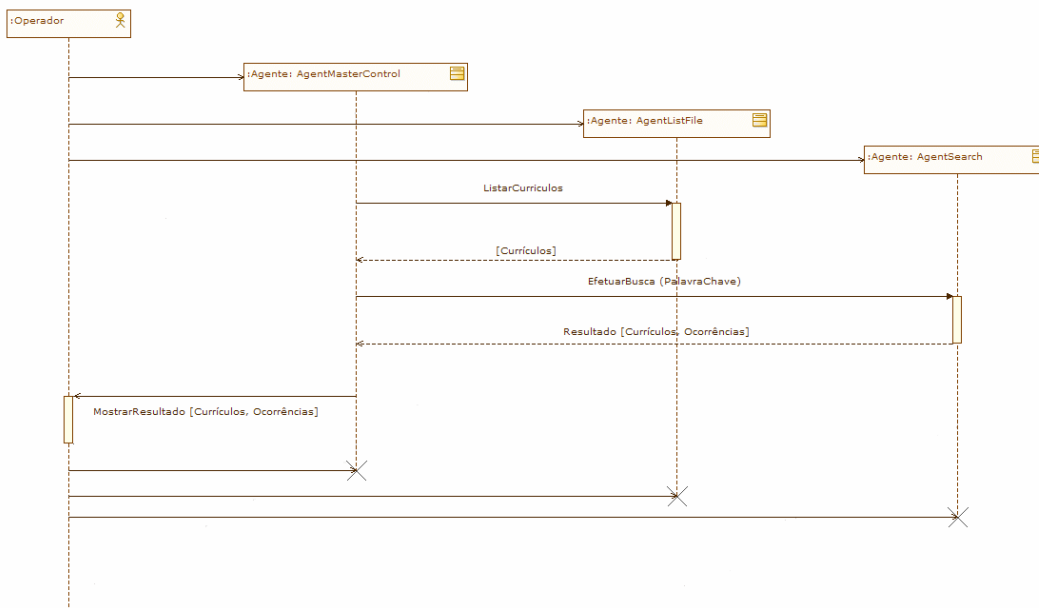 :Operador
:Agente: AgentMasterControl
:Agente: AgentListFile
:Agente: AgentSearch
ListarCurriculos
[Currículos]
EfetuarBusca (PalavraChave)
Resultado [Currículos, Ocorrências]
MostrarResultado [Currículos, Ocorrências]